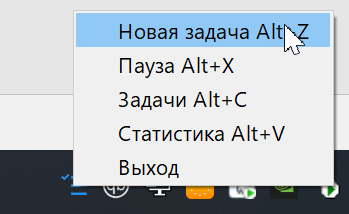 Новая задача Alt+Z
Пауза Alt+X
Задачи Alt+C
Статистика Alt+V
Выход